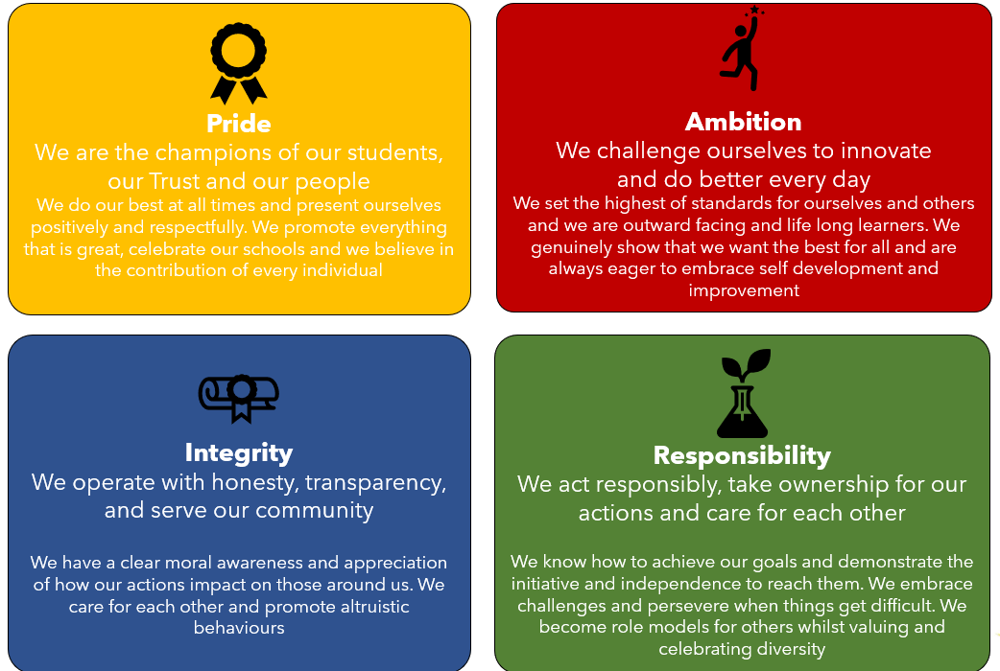 Pride
We are the champions of our students,
our Trust and our people
We do our best at all times and present ourselves
positively and respectfully. We promote everything
that is great, celebrate our schools and we believe in
the contribution of every individual
Ambition
We challenge ourselves to innovate
and do better every day
We set the highest of standards for ourselves and others
and we are outward facing and life long learners. We
genuinely show that we want the best for all and are
always eager to embrace self development and
improvement
Integrity
We operate with honesty, transparency,
and serve our community
We have a clear moral awareness and appreciation
of how our actions impact on those around us. We
care for each other and promote altruistic
behaviours
Responsibility
We act responsibly, take ownership for our
actions and care for each other
We know how to achieve our goals and demonstrate the
initiative and independence to reach them. We embrace
challenges and persevere when things get difficult. We
become role models for others whilst valuing and
celebrating diversity